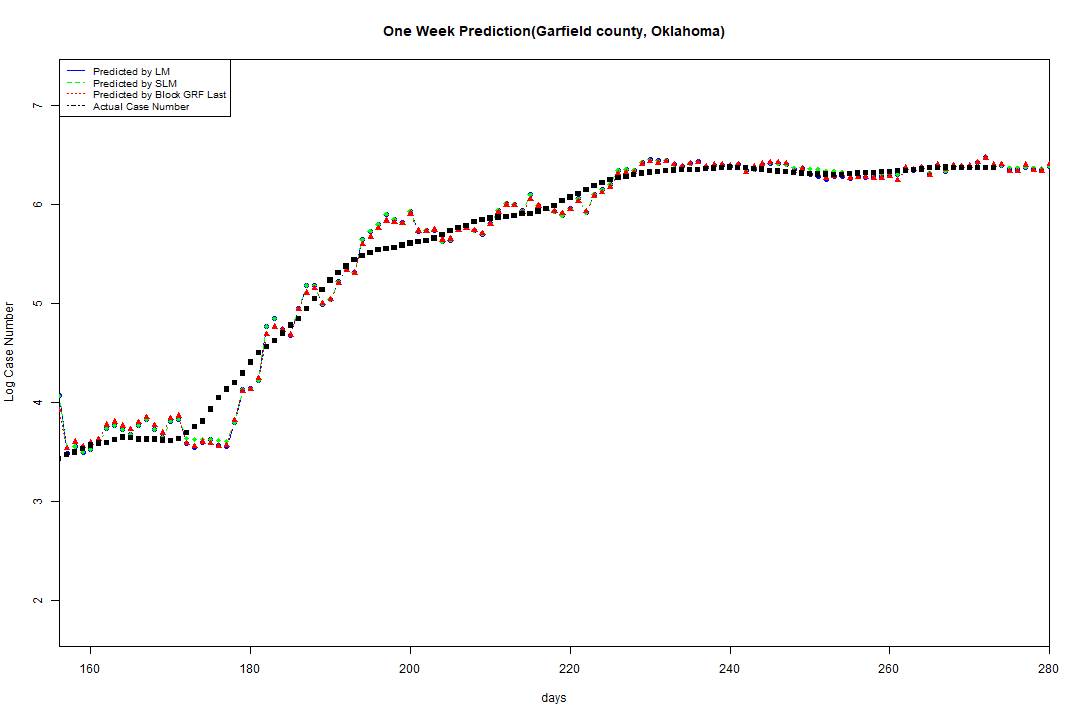 One Week Prediction(Garfield county, Oklahoma)
Predicted by LM
Predicted by SLM
Predicted by Block GRF Last
Actual Case Number
7
6
5
4
3
2
Log Case Number
160 180 200 220 240 260 280
days